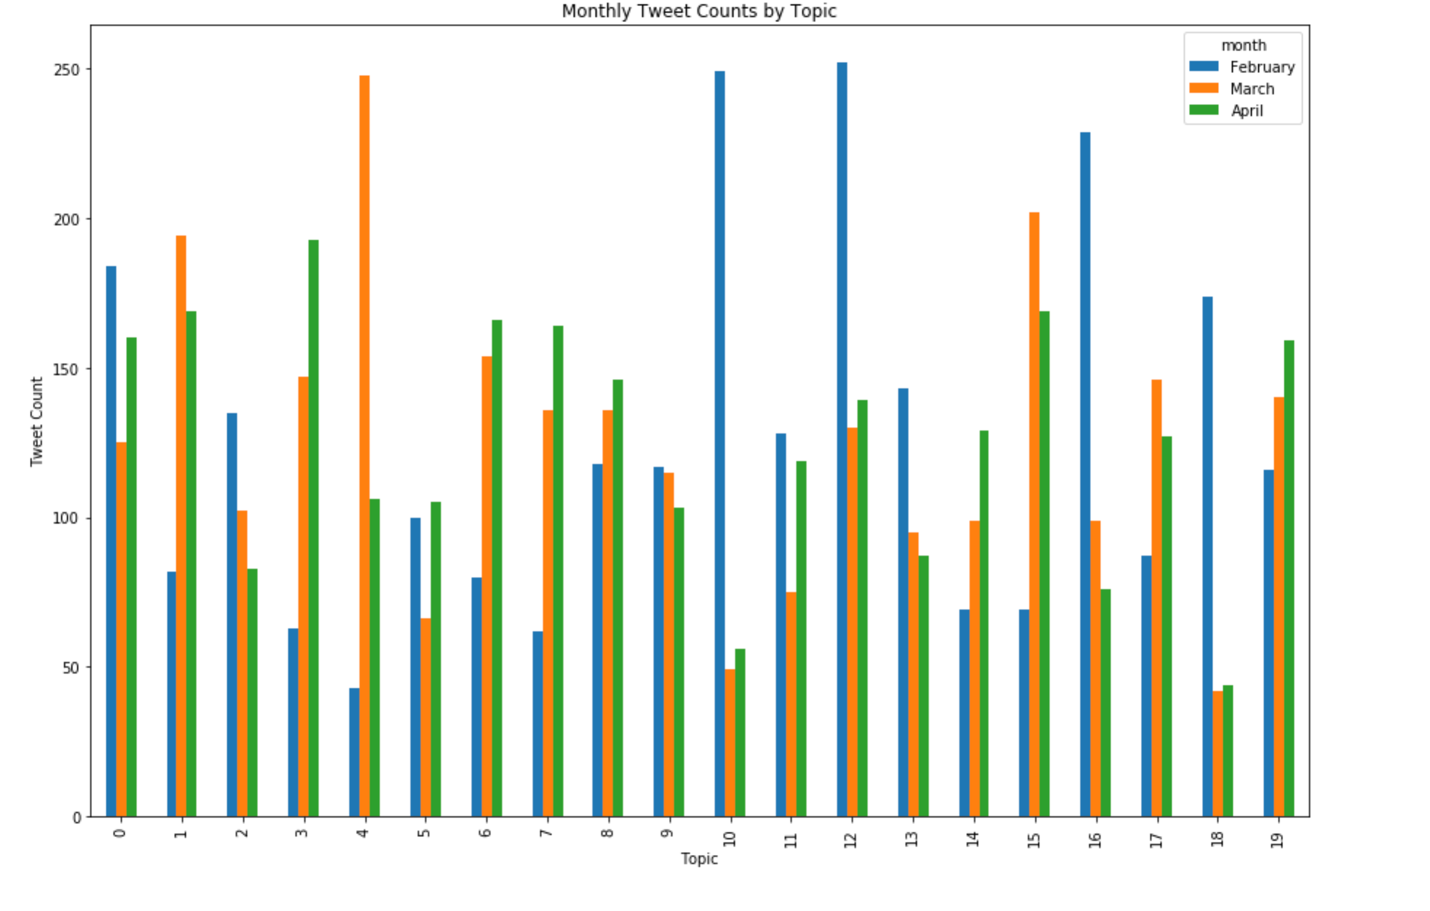 Monthly Tweet Counts by Topic
month
February
March
April
250
200
150
100
50
0
Tweet Count
0 1 2 3 4 5 6 7 8 9 10 11 12 13 14 15 16 17 18 19
Topic